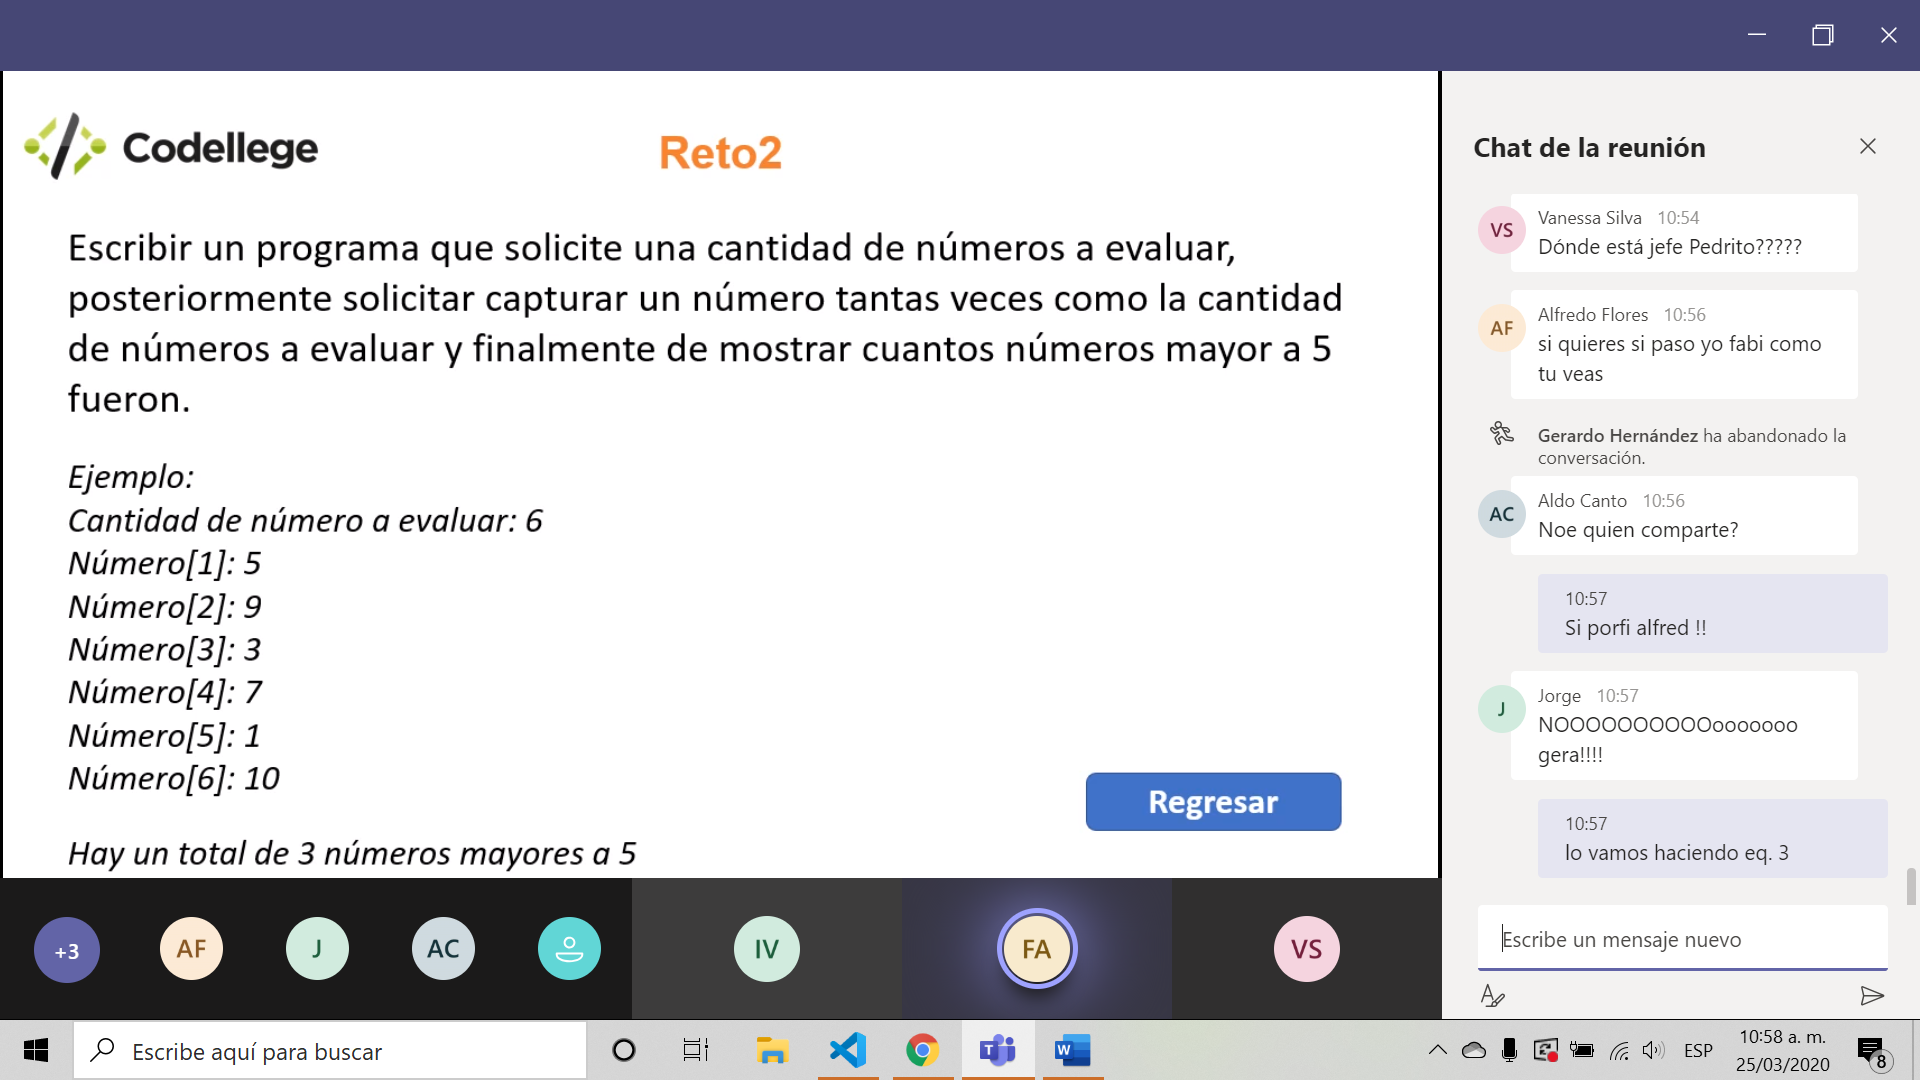 Codellege
Reto2
Escribir un programa que solicite una cantidad de números a evaluar,
posteriormente solicitar capturar un número tantas veces como la cantidad
de números a evaluar y finalmente de mostrar cuantos números mayor a 5
fueron.
Ejemplo:
Cantidad de número a evaluar: 6
Número[1]: 5
Número[2]: 9
Número[3]: 3
Número[4]: 7
Número[5]: 1
Número[6]: 10
Regresar
Hay un total de 3 números mayores a 5
+3
AF
J
AC
IV
FA
VS
Chat de la reunión
VS
Vanessa Silva 10:54
Dónde está jefe Pedrito?????
AF
Alfredo Flores 10:56
si quieres si paso yo fabi como
tu veas
Gerardo Hernández ha abandonado la
conversación.
AC
Aldo Canto 10:56
Noe quien comparte?
10:57
Si porfi alfred !!
J
Jorge 10:57
NOOOOOOOOOOooooooo
gera!!!!
10:57
lo vamos haciendo eq. 3
Escribe un mensaje nuevo
Escribe aquí para buscar
ESP
10:58 a. m.
25/03/2020
8